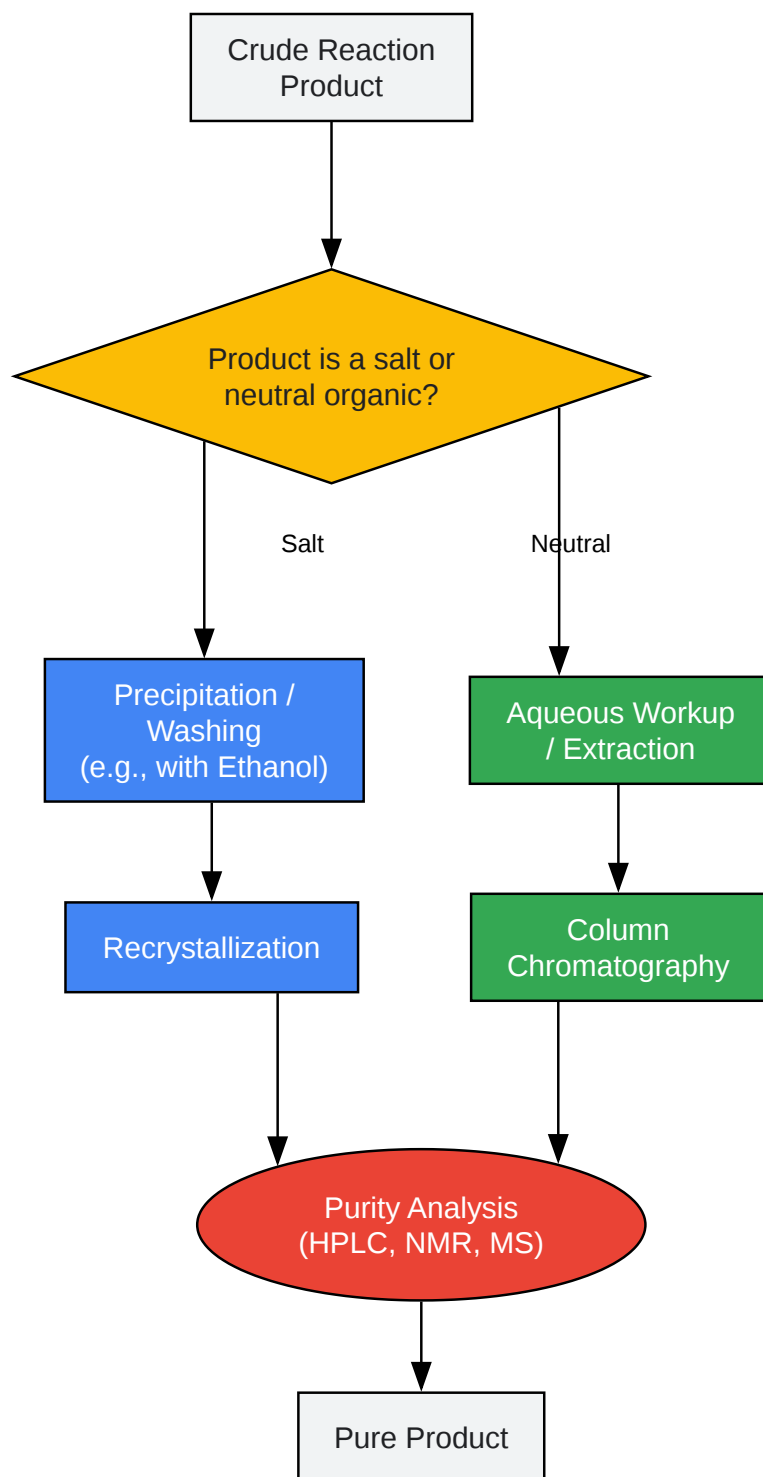 Crude Reaction
Product
Product is a salt or
neutral organic?
Salt
Neutral
Precipitation /
Washing
(e.g., with Ethanol)
Aqueous Workup
/ Extraction
Recrystallization
Column
Chromatography
Purity Analysis
(HPLC, NMR, MS)
Pure Product